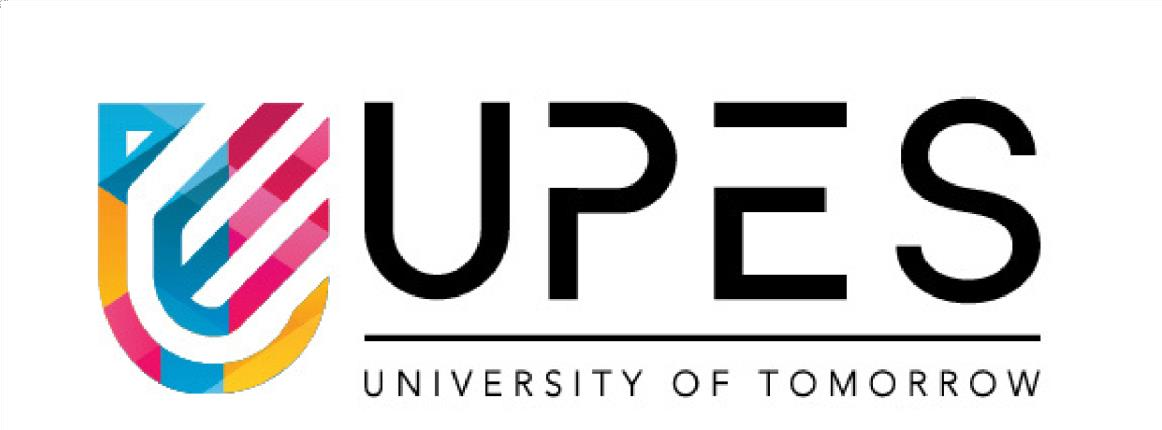 UPES
UNIVERSITY OF TOMORROW